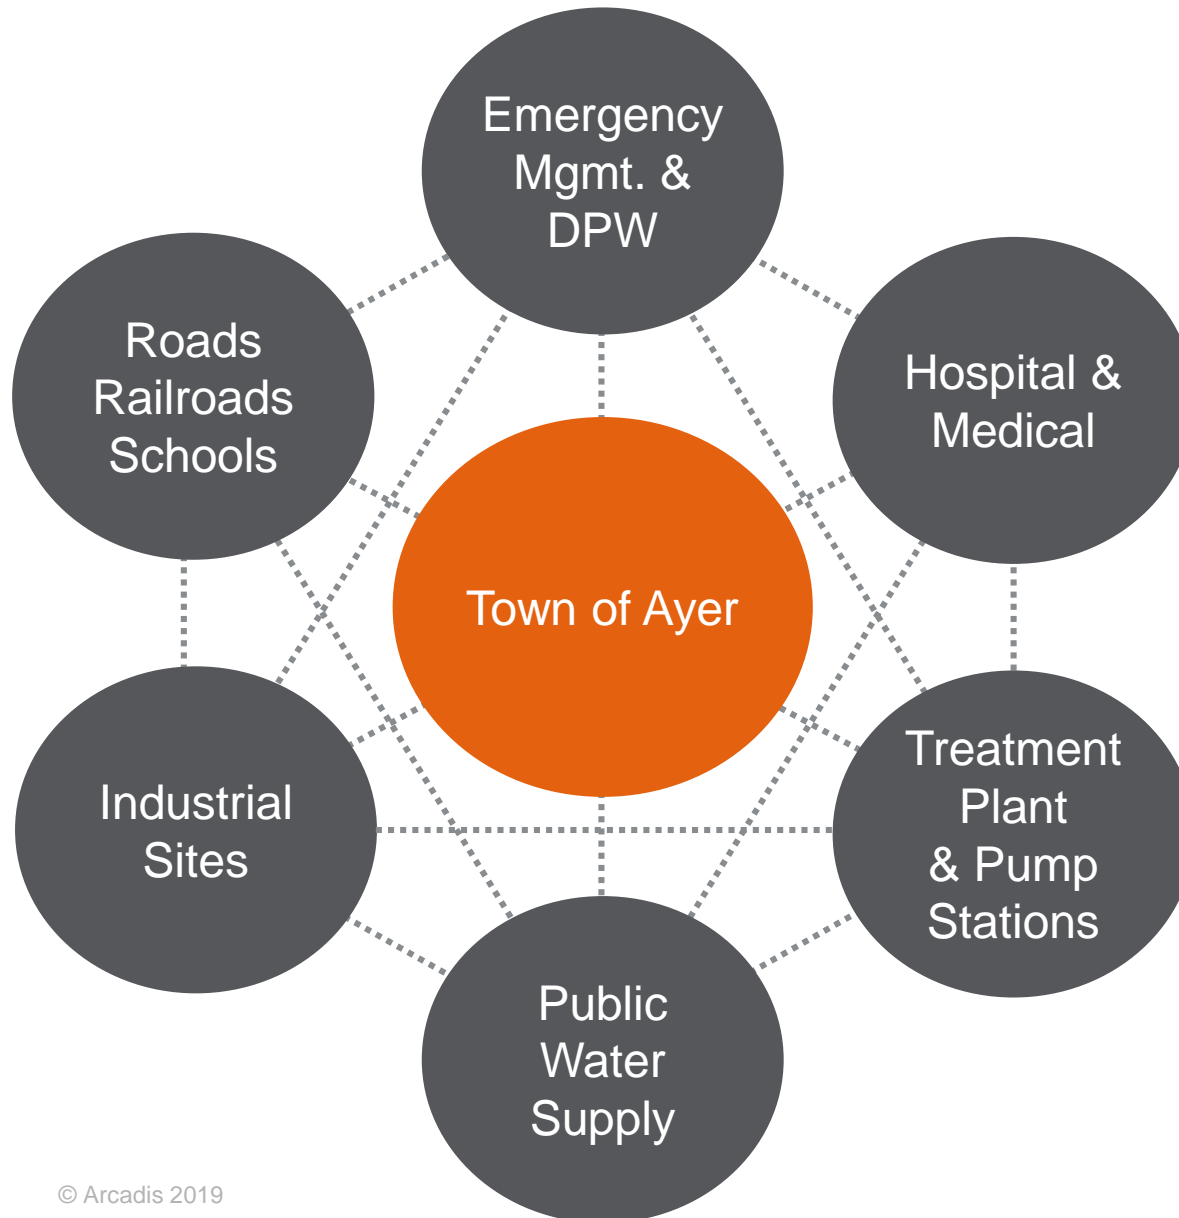 Emergency
Mgmt. &
DPW
Roads
Railroads
Schools
Hospital &
Medical
Town of Ayer
Industrial
Sites
Treatment
Plant
& Pump
Stations
Public
Water
Supply
© Arcadis 2019